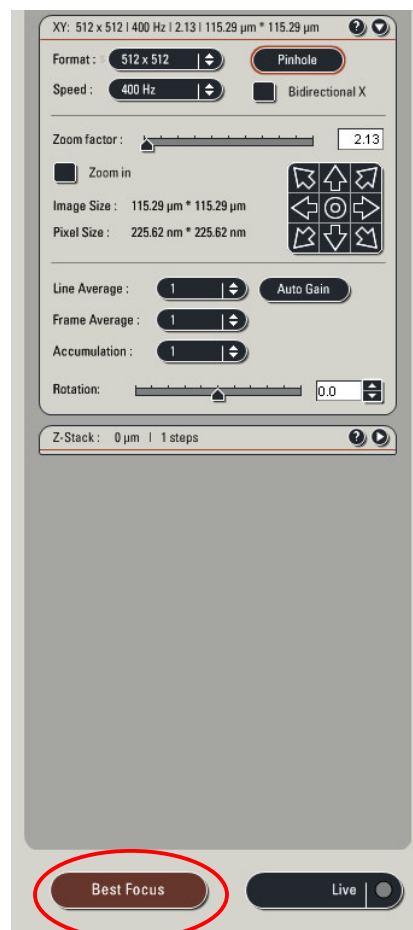 XY: 512 x 512 | 400 Hz | 2.13 | 115.29 µm * 115.29 µm ?
Format : 512 x 512 Pinhole
Speed : 400 Hz Bidirectional X
Zoom factor : 2.13
Zoom in
Image Size : 115.29 µm * 115.29 µm
Pixel Size : 225.62 nm * 225.62 nm
Line Average : 1 Auto Gain
Frame Average : 1
Accumulation : 1
Rotation: 0.0
Z-Stack : 0 µm | 1 steps ?
Best Focus Live